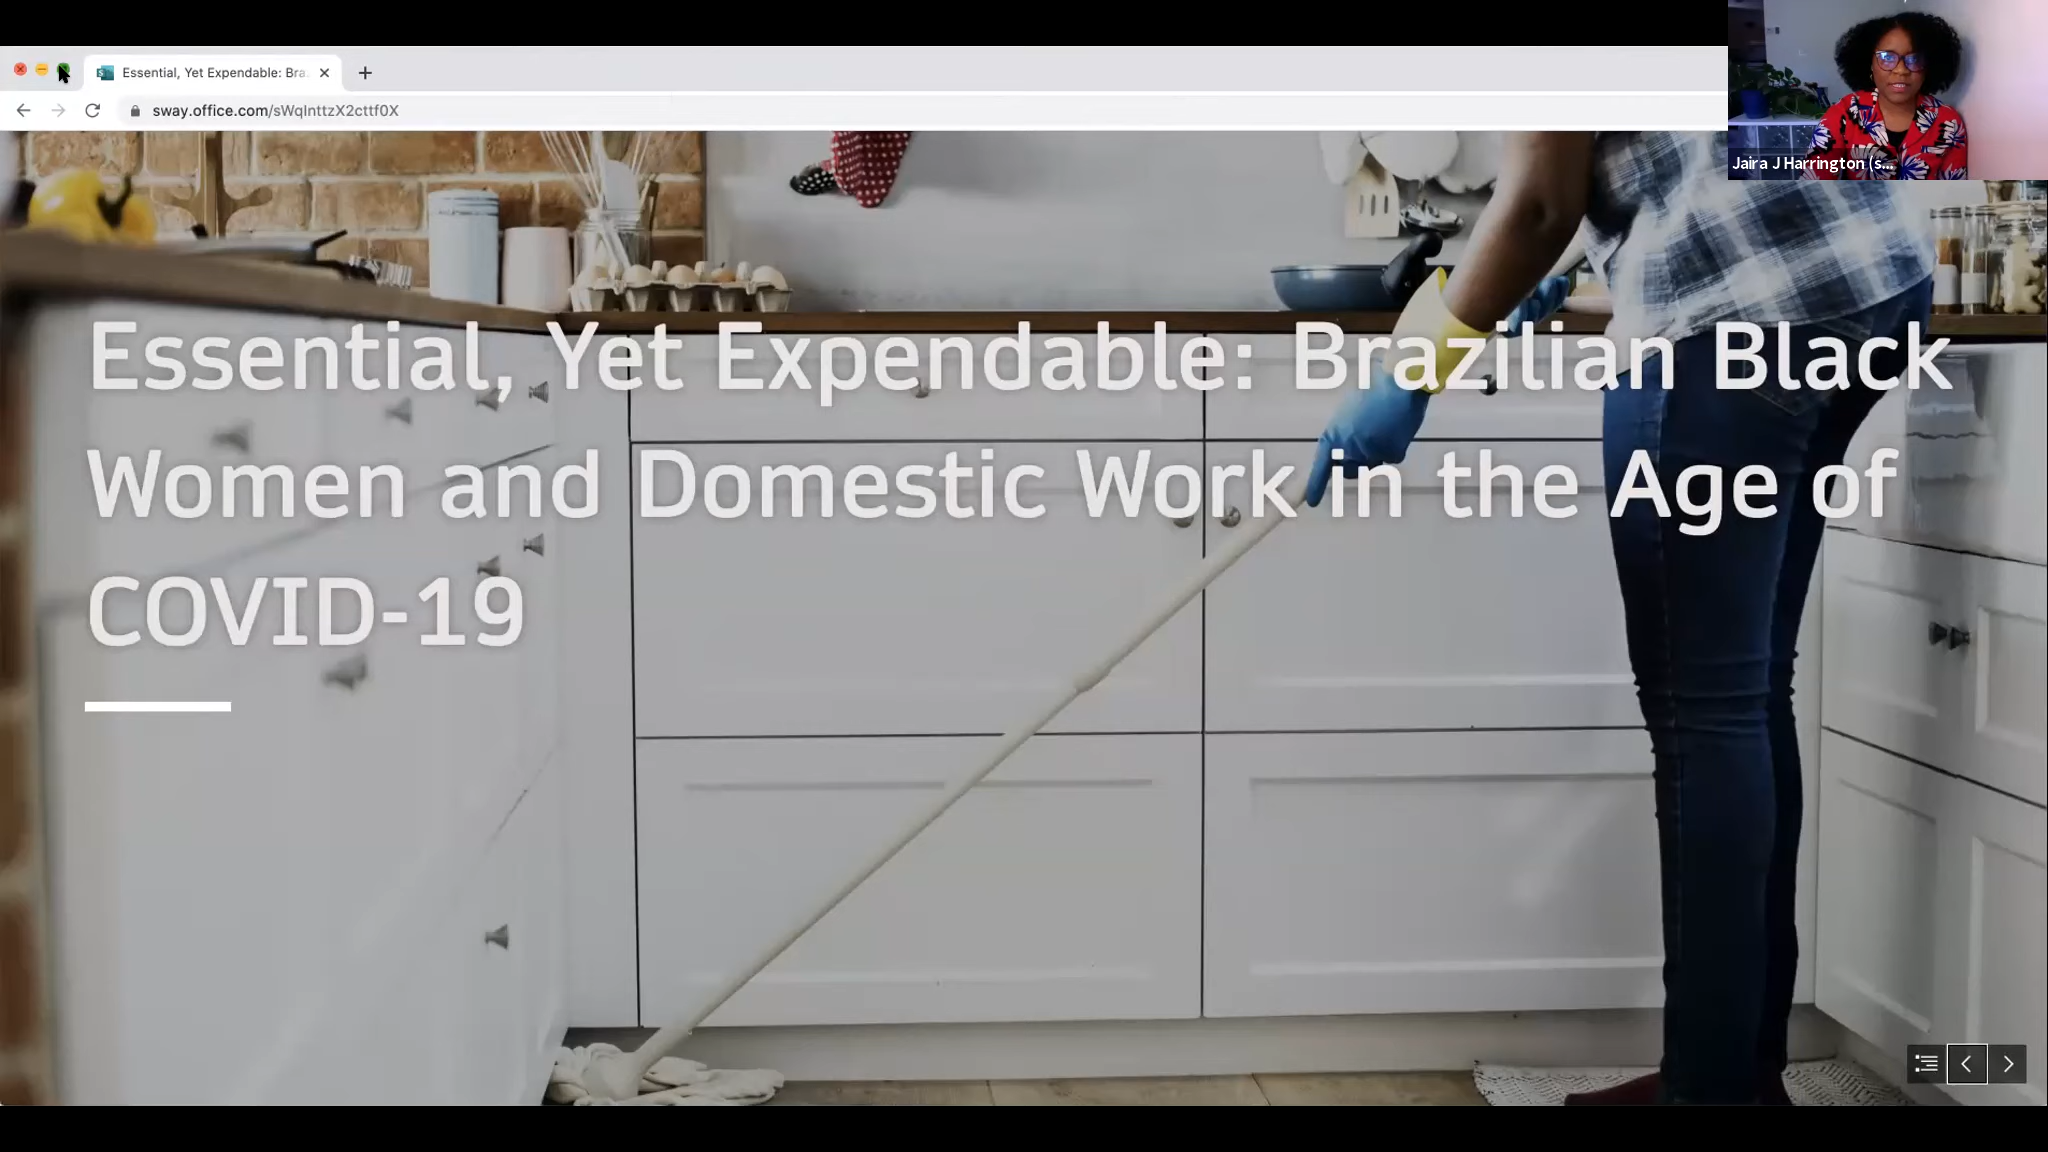 Essential, Yet Expendable: Bra
sway.office.com/sWqInttzX2cttf0X
Jaira J Harrington (s...
Essential, Yet Expendable: Brazilian Black
Women and Domestic Work in the Age of
COVID-19